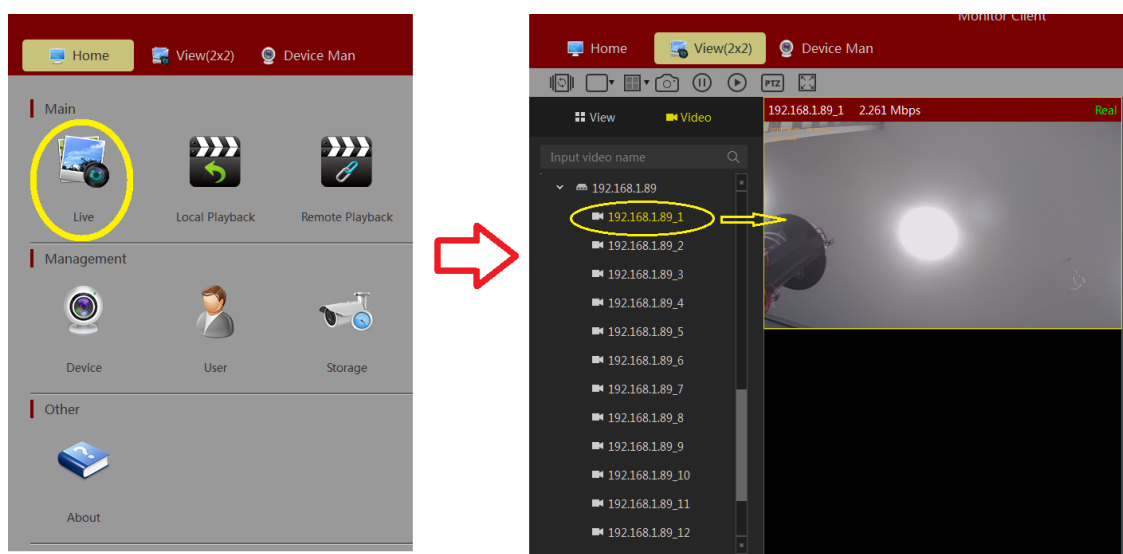 Home View(2x2) Device Man
Main
Live Local Playback Remote Playback
Management
Device User Storage
Other
About
Monitor Client
Home View(2x2) Device Man
PTZ
View Video
192.168.1.89_1 2.261 Mbps Real
Input video name
192.168.1.89
192.168.1.89_1
192.168.1.89_2
192.168.1.89_3
192.168.1.89_4
192.168.1.89_5
192.168.1.89_6
192.168.1.89_7
192.168.1.89_8
192.168.1.89_9
192.168.1.89_10
192.168.1.89_11
192.168.1.89_12